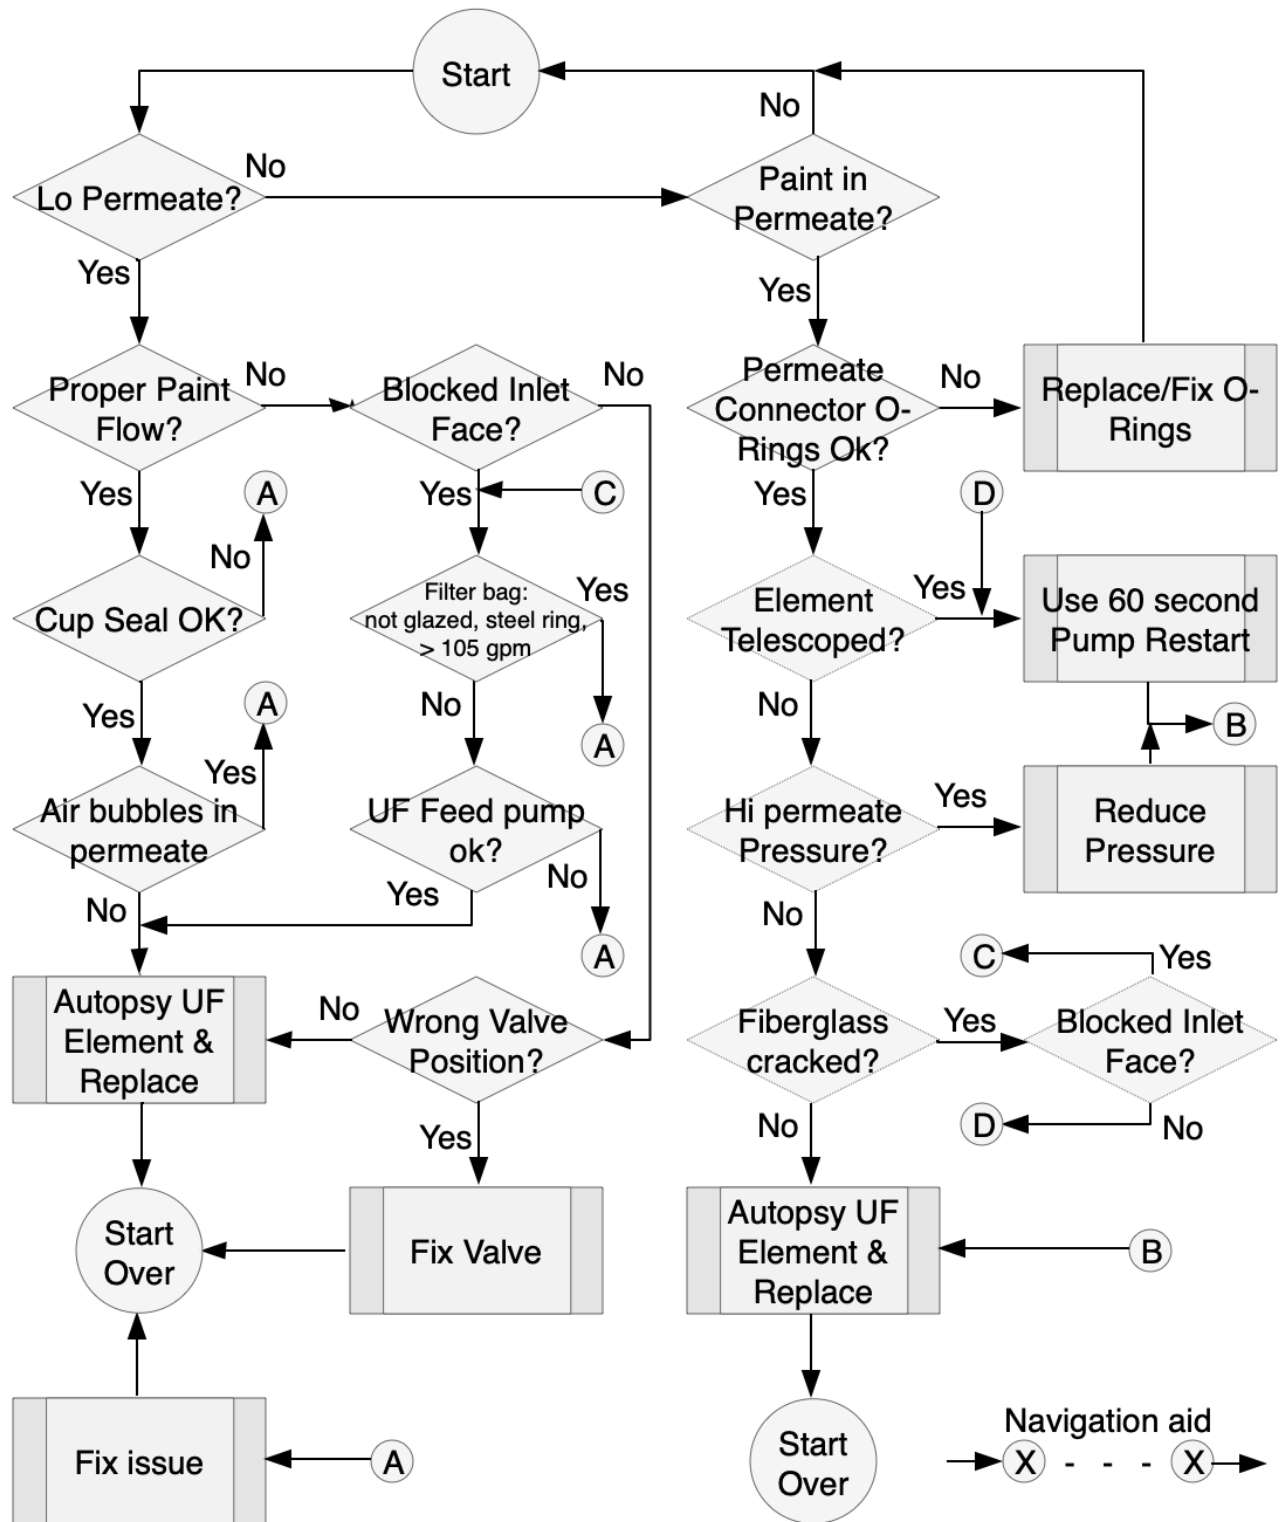 Start
No
Lo Permeate?
No
Paint in
Permeate?
Yes
Yes
Proper Paint
Flow?
No
Blocked Inlet
Face?
No
Permeate
Connector O-
Rings Ok?
No
Replace/Fix O-
Rings
Yes
A
Yes
C
Yes
D
No
Cup Seal OK?
Filter bag:
not glazed, steel ring,
> 105 gpm
Yes
Element
Telescoped?
Yes
Use 60 second
Pump Restart
Yes
A
No
A
No
B
Yes
Air bubbles in
permeate
UF Feed pump
ok?
Hi permeate
Pressure?
Yes
Reduce
Pressure
No
Yes
No
A
No
C
Yes
Autopsy UF
Element &
Replace
No
Wrong Valve
Position?
Fiberglass
cracked?
Yes
Blocked Inlet
Face?
Yes
No
D
No
Start
Over
Fix Valve
Autopsy UF
Element &
Replace
B
Fix issue
A
Start
Over
Navigation aid
X - - - X